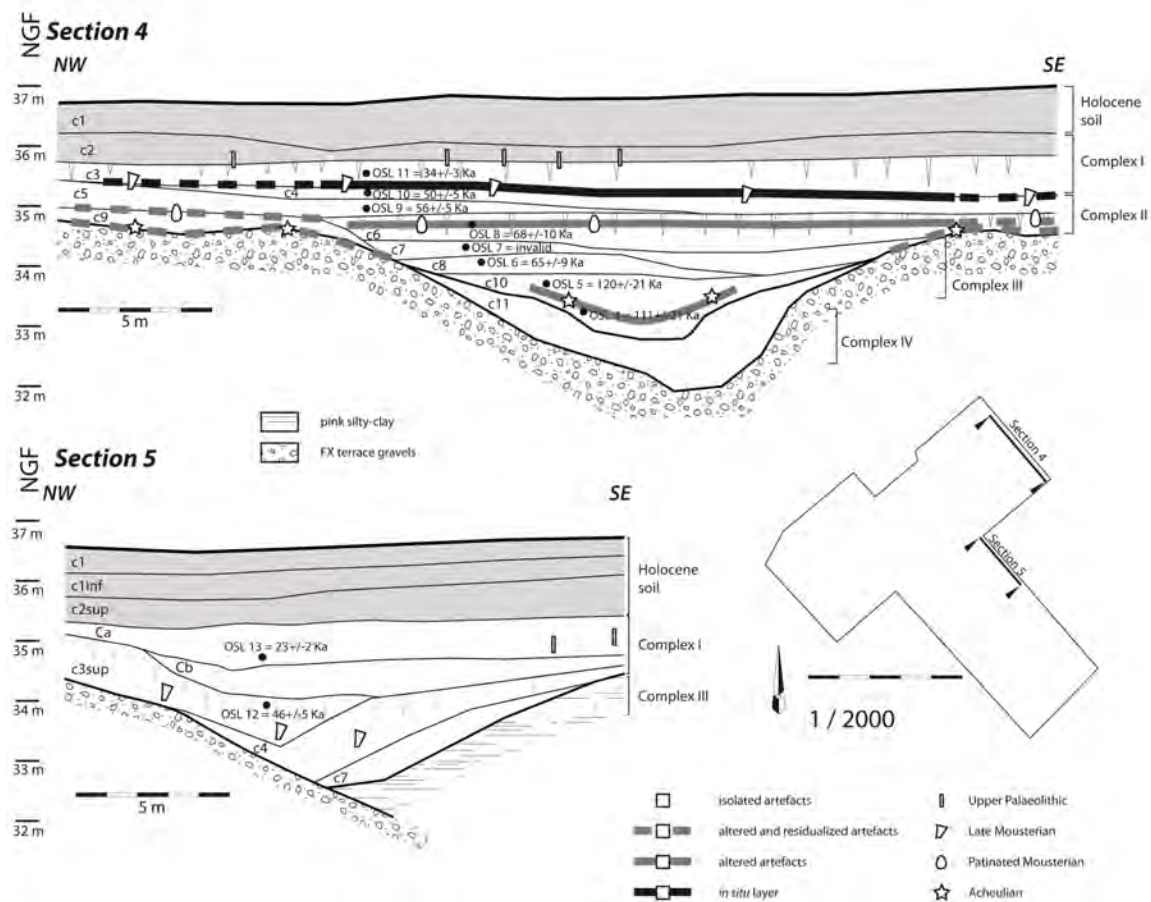 NGF
Section 4
NW
SE
37 m
36 m
35 m
34 m
33 m
32 m
c1
c2
c3
c4
c5
c9
c6
c7
c8
c10
c11
OSL 11 = 34+/-3 Ka
OSL 10 = 50+/-5 Ka
OSL 9 = 56+/-5 Ka
OSL 8 = 68+/-10 Ka
OSL 7 = invalid
OSL 6 = 65+/-9 Ka
OSL 5 = 120+/-21 Ka
= 111+/-21 Ka
Holocene
soil
Complex I
Complex II
Complex III
Complex IV
5 m
pink silty-clay
FX terrace gravels
NGF
Section 5
NW
SE
37 m
36 m
35 m
34 m
33 m
32 m
c1
c1inf
c2sup
Ca
Cb
c3sup
c4
c7
OSL 13 = 23+/-2 Ka
OSL 12 = 46+/-5 Ka
Holocene
soil
Complex I
Complex III
5 m
Section 4
Section 5
1 / 2000
isolated artefacts
altered and residualized artefacts
altered artefacts
in situ layer
Upper Palaeolithic
Late Mousterian
Patinated Mousterian
Acheulian